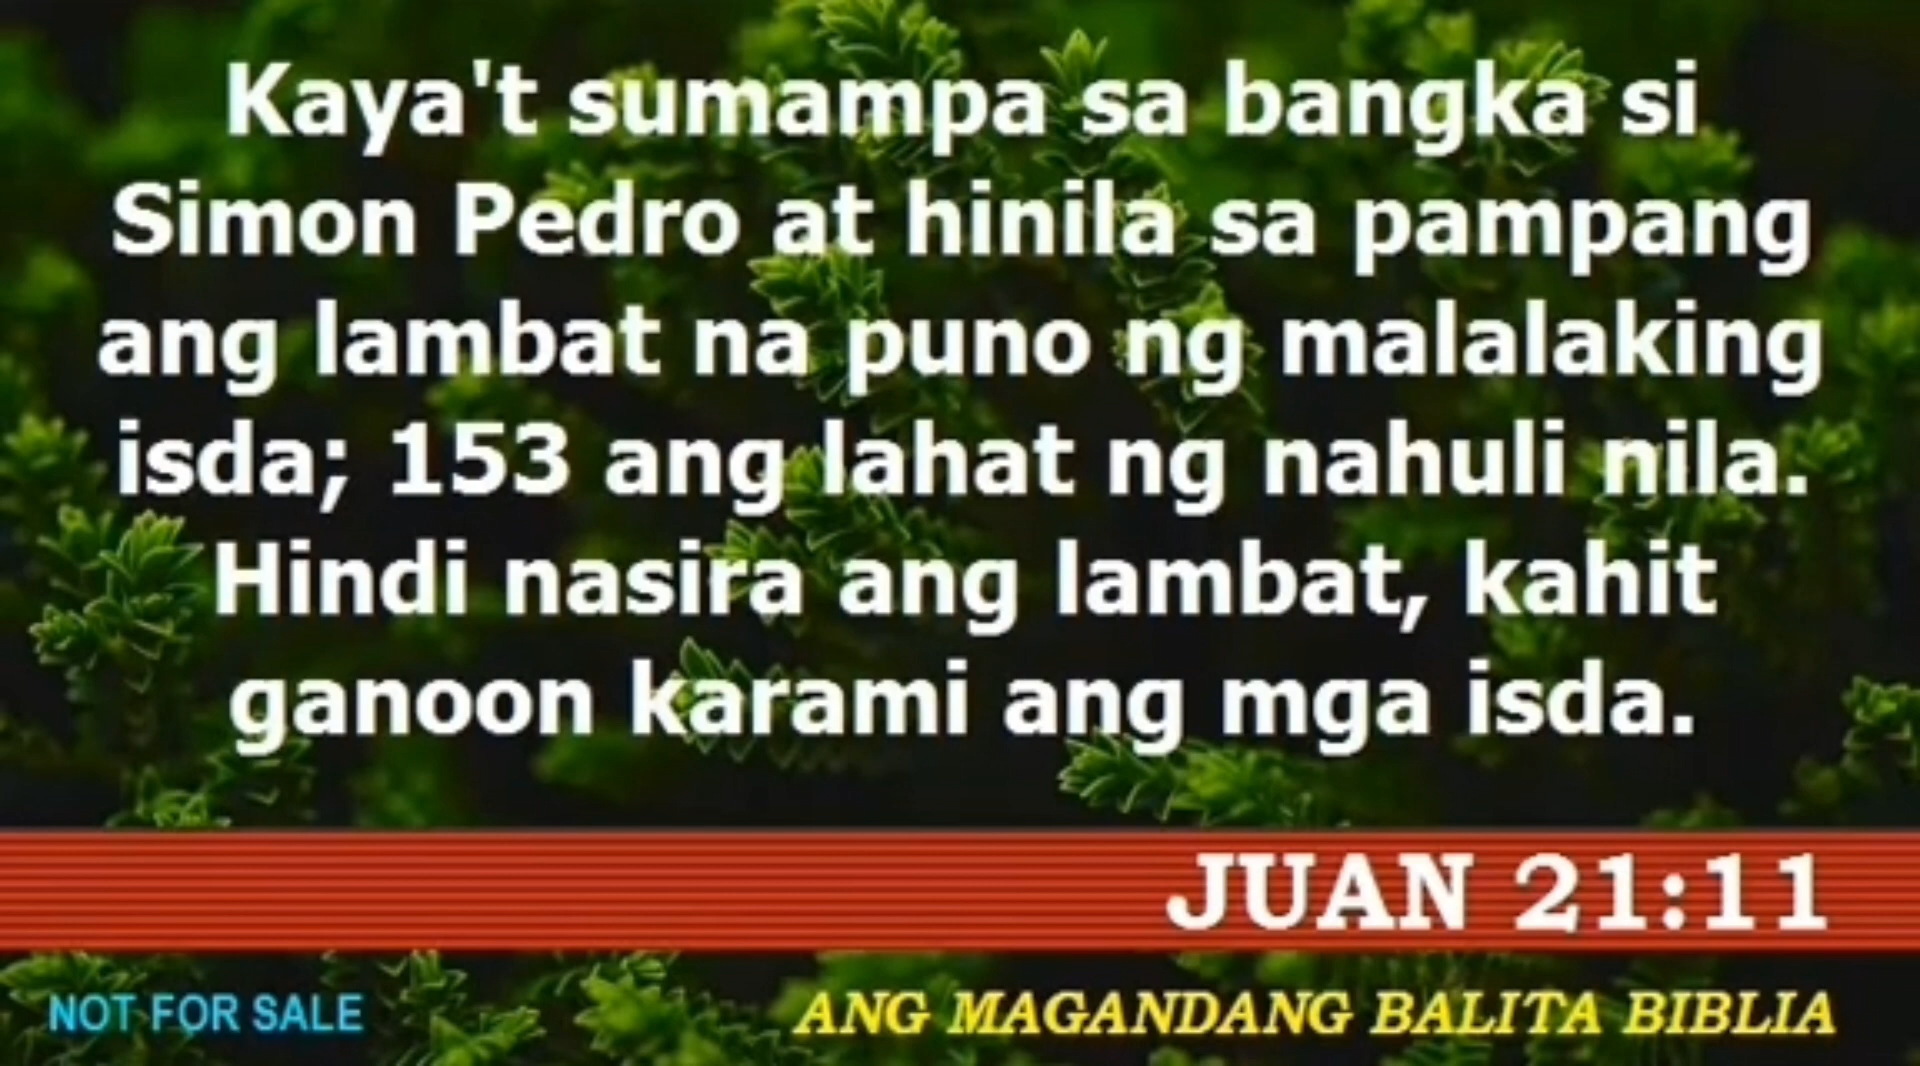 Kaya't sumampa sa bangka si
Simon Pedro at hinila sa pampang
ang lambat na puno ng malalaking
isda; 153 ang lahat ng nahuli nila.
Hindi nasira ang lambat, kahit
ganoon karami ang mga isda.
JUAN 21:11
NOT FOR SALE
ANG MAGANDANG BALITA BIBLIA